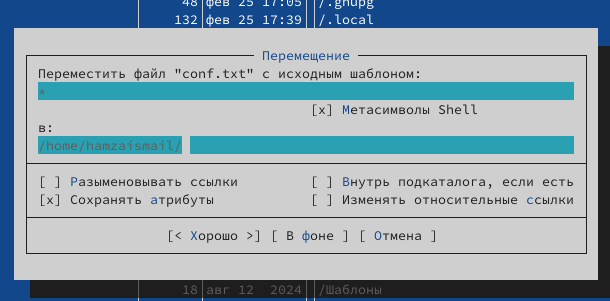 48 фев 25 17:05 /.gnupg
132 фев 25 17:39 /.local
Перемещение
Переместить файл "conf.txt" с исходным шаблоном:
*
[x] Метасимволы Shell
в:
/home/hamzaismail/
[ ] Разыменовывать ссылки [ ] Внутрь подкаталога, если есть
[x] Сохранять атрибуты [ ] Изменять относительные ссылки
[< Хорошо >] [ В фоне ] [ Отмена ]
18 авг 12 2024 /Шаблоны